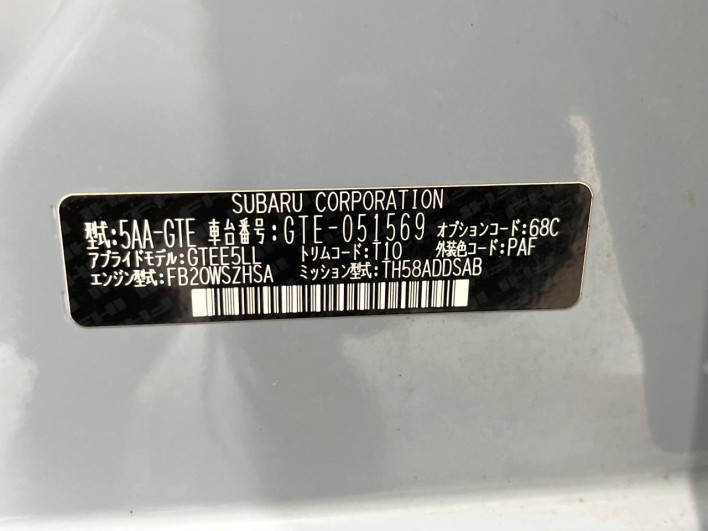 SUBARU CORPORATION
型式:5AA-GTE 車台番号:GTE-051569 オプションコード:68C
アプライドモデル:GTEE5LL トリムコード:T10 外装色コード:PAF
エンジン型式:FB20WSZHSA ミッション型式:TH58ADDSAB